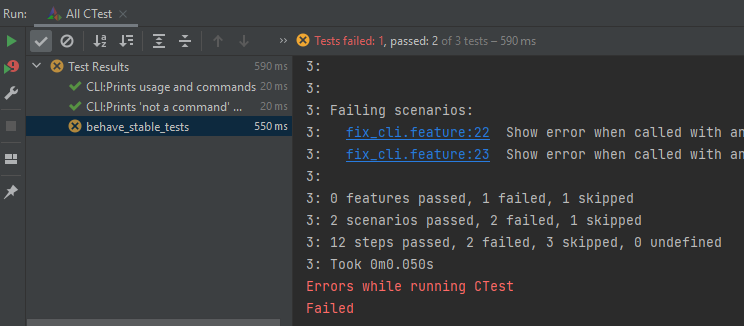 Run: All CTest
Tests failed: 1, passed: 2 of 3 tests – 590 ms
Test Results 590 ms
CLI:Prints usage and commands 20 ms
CLI:Prints 'not a command' ... 20 ms
behave_stable_tests 550 ms
3:
3:
3: Failing scenarios:
3: fix_cli.feature:22 Show error when called with an
3: fix_cli.feature:23 Show error when called with an
3:
3: 0 features passed, 1 failed, 1 skipped
3: 2 scenarios passed, 2 failed, 1 skipped
3: 12 steps passed, 2 failed, 3 skipped, 0 undefined
3: Took 0m0.050s
Errors while running CTest
Failed